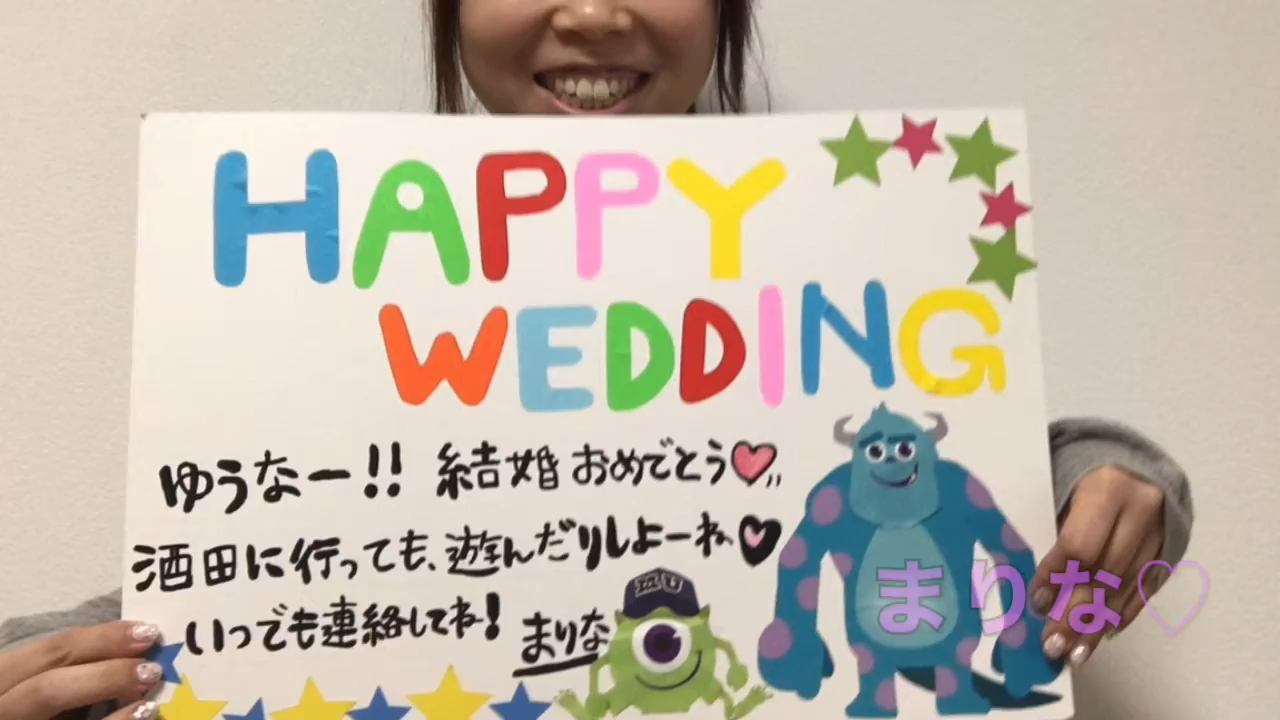 HAPPY
WEDDING
ゆうなー!! 結婚おめでとう♡
酒田に行っても、遊んだりしよーね♡
いつでも連絡してね! まりな
MU
まりな♡